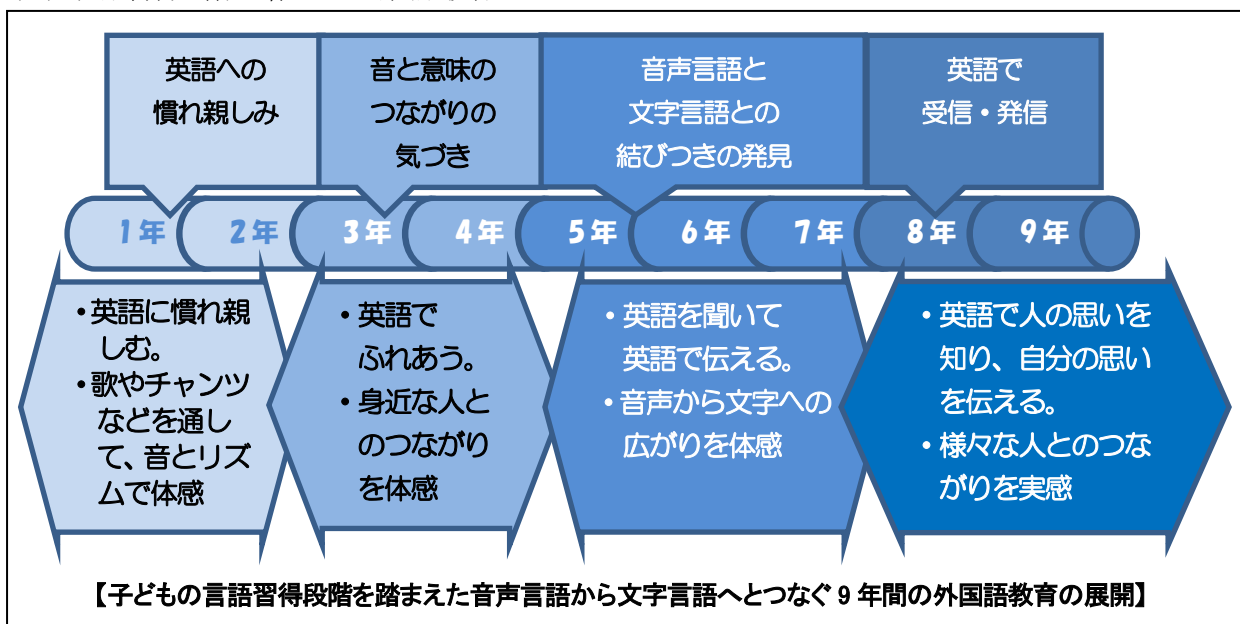 英語への
慣れ親しみ
音と意味の
つながりの
気づき
音声言語と
文字言語との
結びつきの発見
英語で
受信・発信
1年 2年 3年 4年 5年 6年 7年 8年 9年
・英語に慣れ親
しむ。
・歌やチャンツ
などを通し
て、音とリズ
ムで体感
・英語で
ふれあう。
・身近な人と
のつながり
を体感
・英語を聞いて
英語で伝える。
・音声から文字への
広がりを体感
・英語で人の思いを
知り、自分の思い
を伝える。
・様々な人とのつな
がりを実感
【子どもの言語習得段階を踏まえた音声言語から文字言語へとつなぐ9年間の外国語教育の展開】